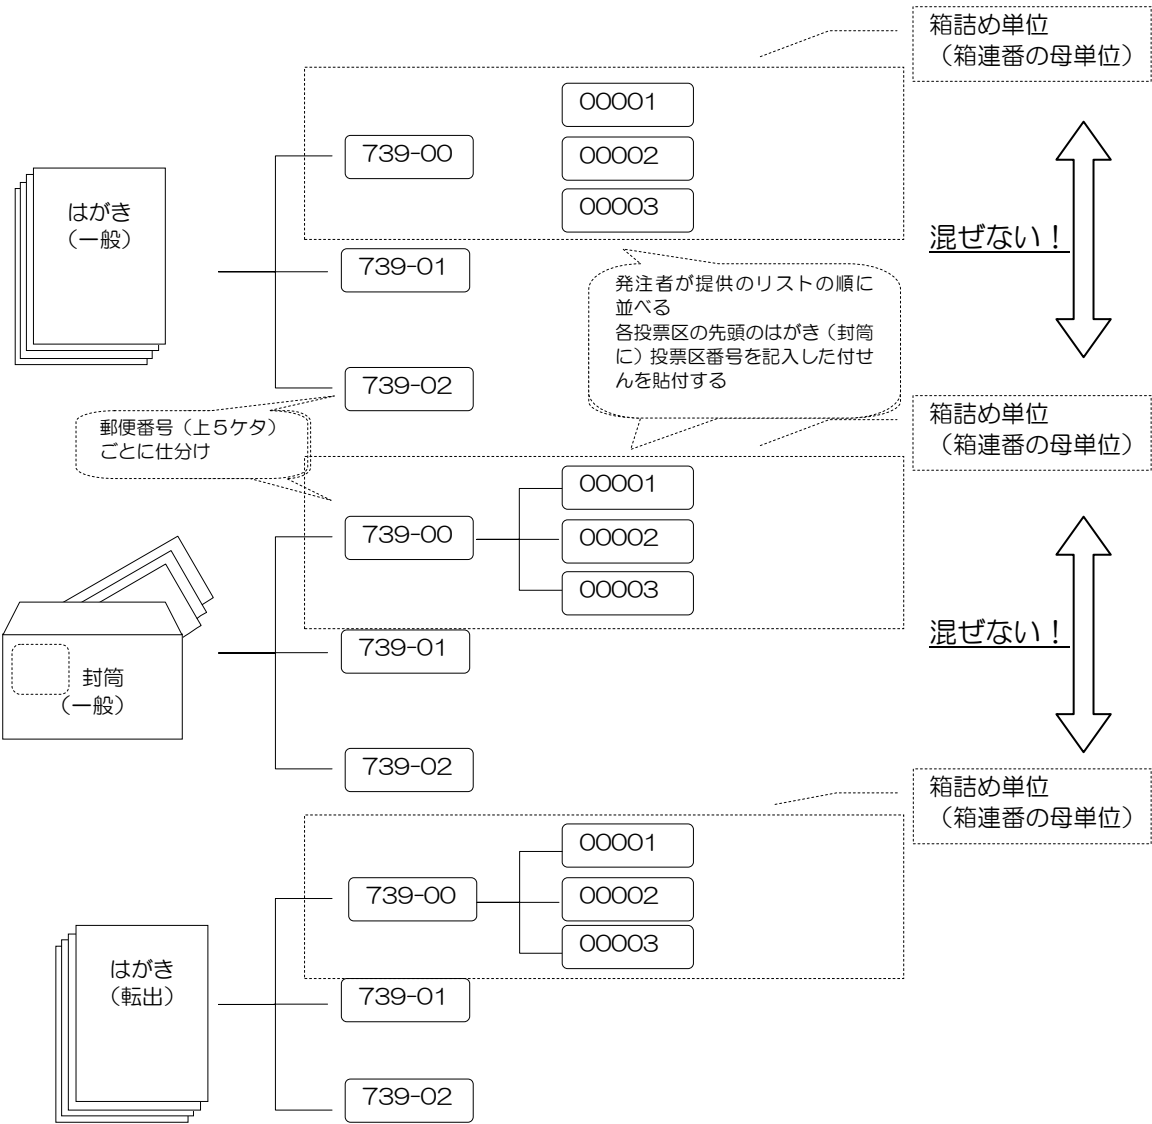 箱詰め単位
（箱連番の母単位）
00001
739-00
00002
00003
はがき
（一般）
混ぜない！
739-01
発注者が提供のリストの順に
並べる
各投票区の先頭のはがき（封筒
に）投票区番号を記入した付せ
んを貼付する
739-02
郵便番号（上５ケタ）
ごとに仕分け
箱詰め単位
（箱連番の母単位）
00001
739-00
00002
00003
混ぜない！
739-01
封筒
（一般）
739-02
箱詰め単位
（箱連番の母単位）
00001
739-00
00002
00003
はがき
（転出）
739-01
739-02